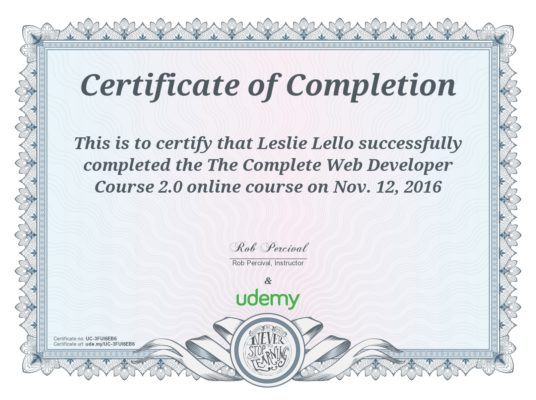 Certificate of Completion
This is to certify that Leslie Lello successfully
completed the The Complete Web Developer
Course 2.0 online course on Nov. 12, 2016
Rob Percival
Rob Percival, Instructor
&
udemy
Certificate no: UC-3FUI6EB6
Certificate url: ude.my/UC-3FUI6EB6
NEVER
STOP
LEARNING